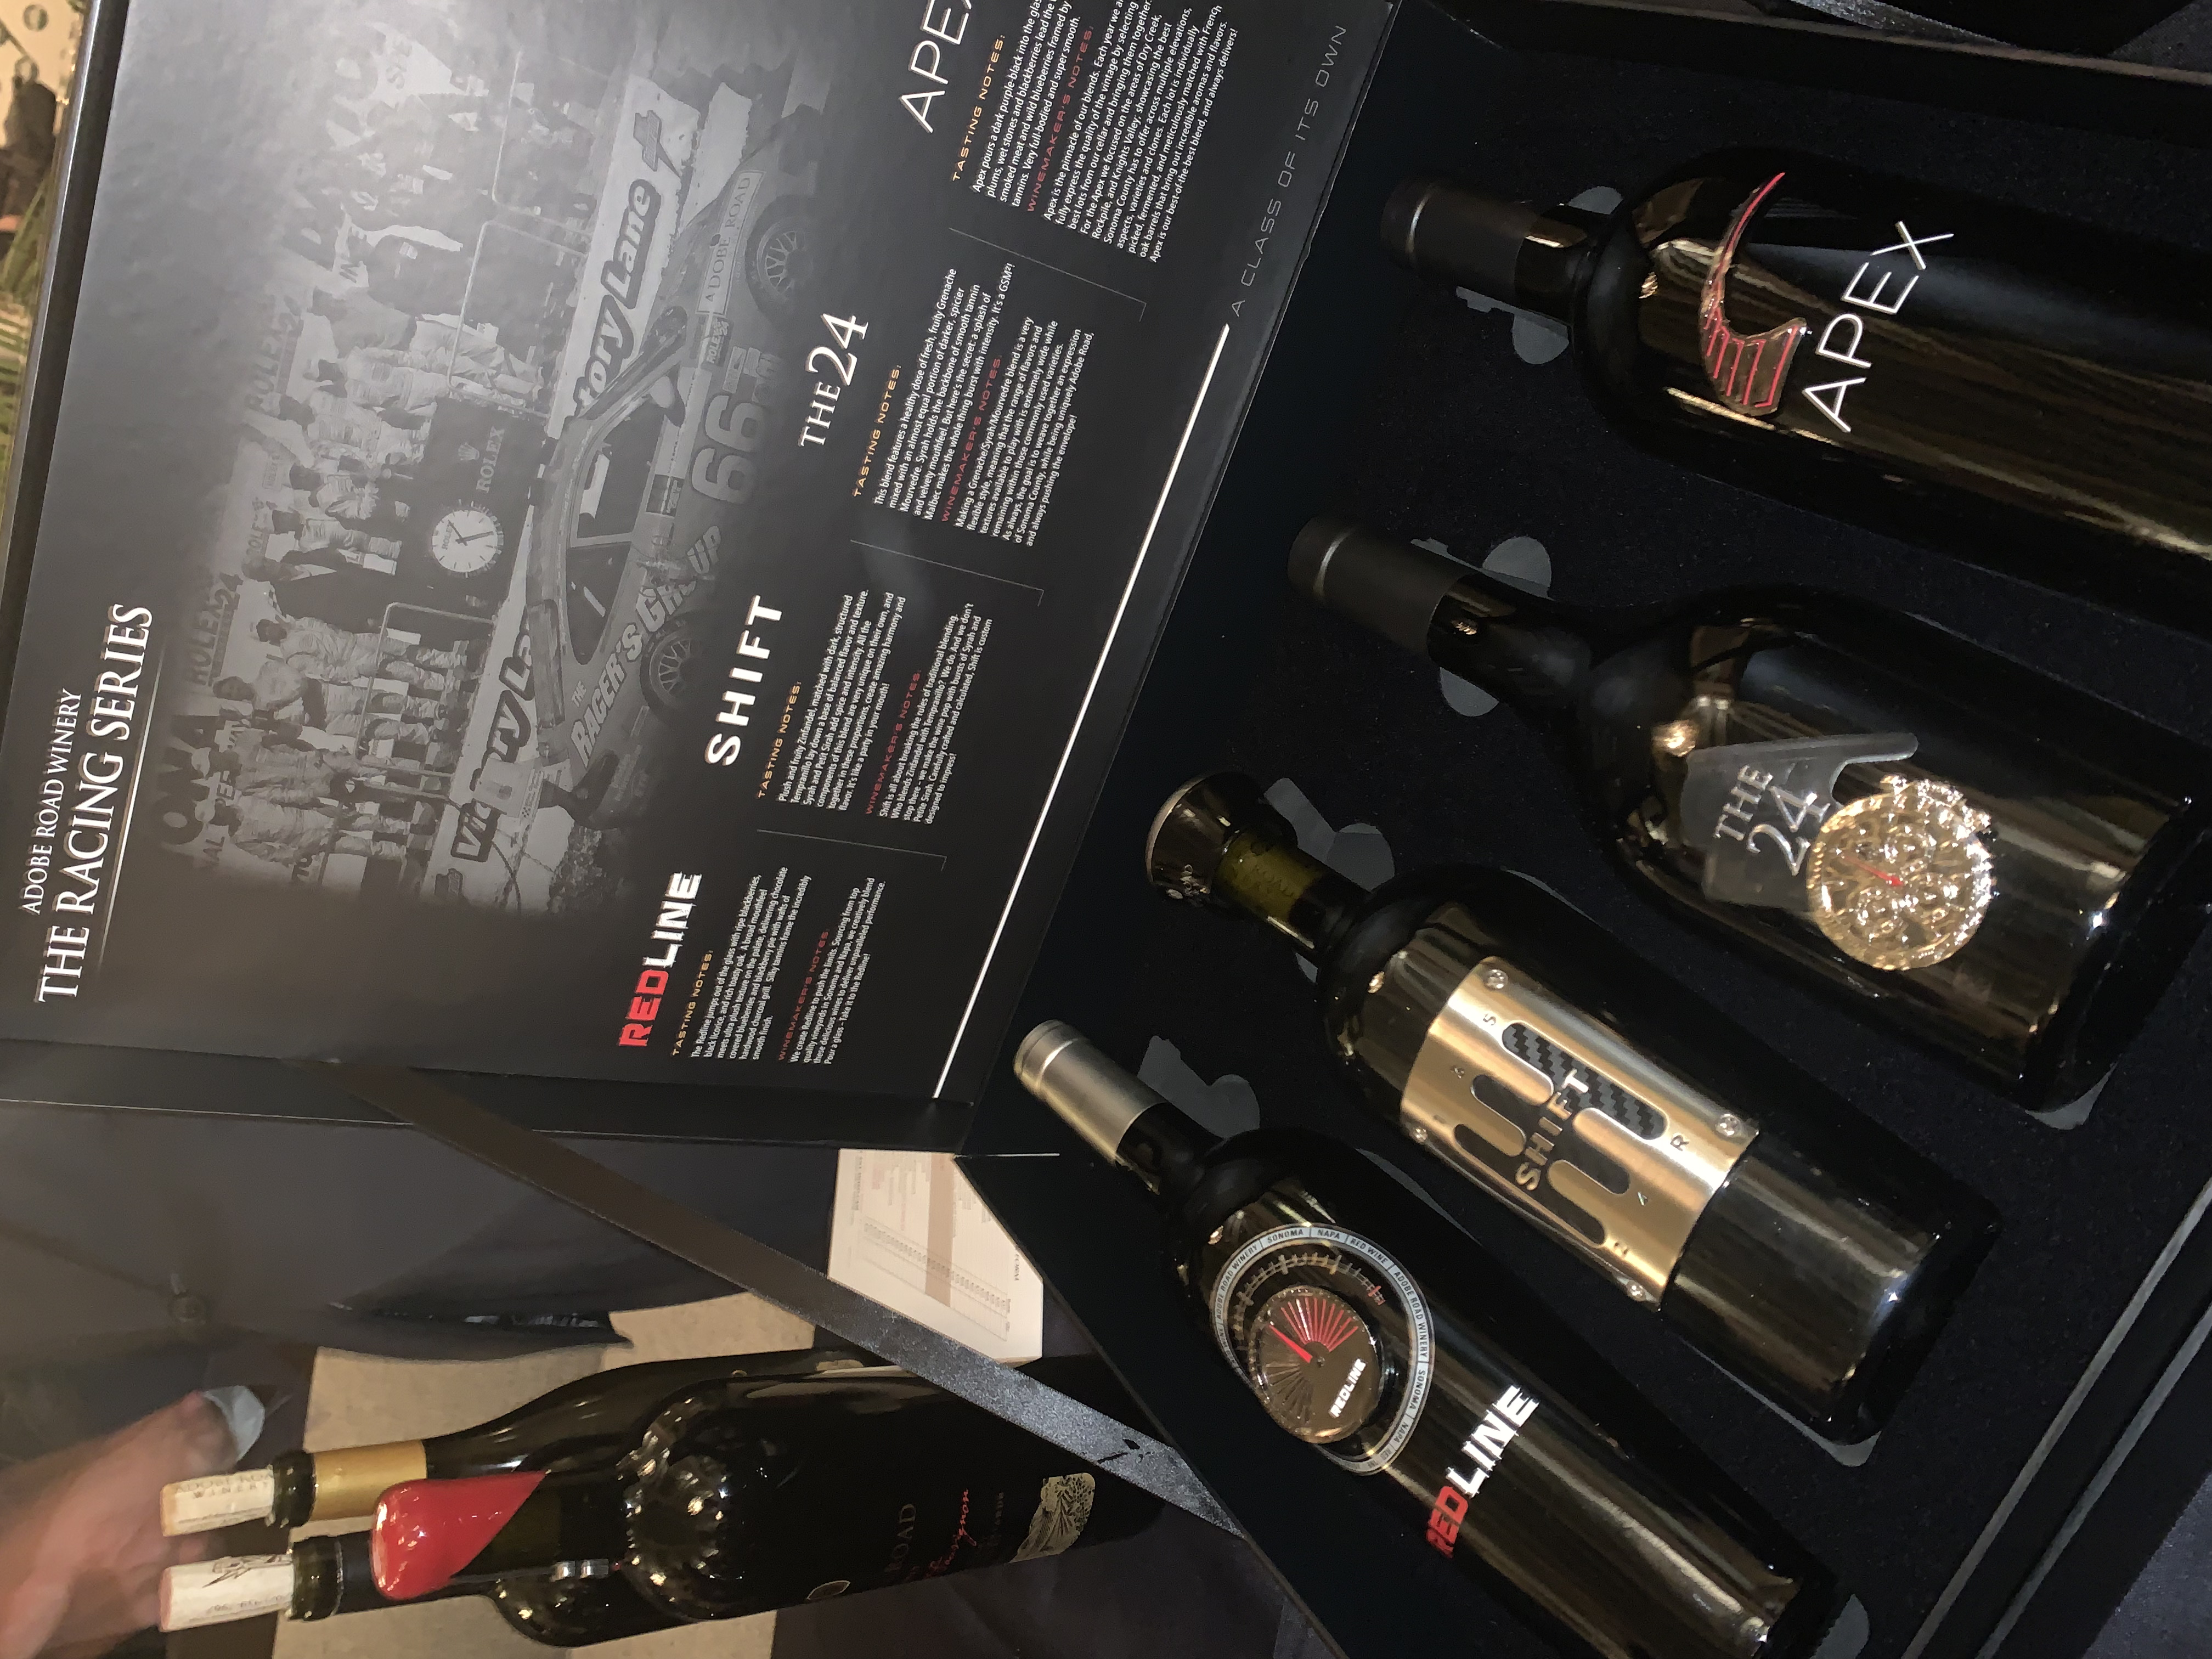 ADOBE ROAD WINERY
THE RACING SERIES
ONA
ROLEX 24
ROLEX
ROLEX
Victory Lane
tory Lane
THE
RACER'S
66
ADOBE ROAD
REDLINE
TASTING NOTES:
The Redline jumps out of the glass with ripe blackberries,
black licorice, and rich toasty oak. A broad mouthfeel
meets ultra plush texture on the palate, delivering chocolate
covered blueberries and blackberry pie with wafts of
hardwood charcoal grill. Silky tannins frame the incredibly
smooth finish.
WINEMAKER'S NOTES:
We create Redline to push the limits. Sourcing from top
quality vineyards in Sonoma and Napa, we creatively blend
these delicious wines to deliver unparalleled performance.
Pour a glass – Take it to the Redline!
SHIFT
TASTING NOTES:
Plush and fruity Zinfandel, matched with dark, structured
Tempranillo lay down a base of balanced flavor and texture.
Syrah and Petit Sirah add spice and intensity. All the
components of this blend are very unique on their own, and
together in these proportions, create amazing harmony and
flavor. It's like a party in your mouth!
WINEMAKER'S NOTES:
Shift is all about breaking the rules of traditional blending.
Who blends Zinfandel with Tempranillo? We do. And we don't
stop there - we make the wine pop with bursts of Syrah and
Petite Sirah. Carefully crafted and calculated, Shift is custom
designed to impress!
THE 24
TASTING NOTES:
This blend features a healthy dose of fresh, fruity Grenache
mixed with an almost equal portion of darker, spicier
Mourvedre. Syrah holds the backbone of smooth tannin
and velvety mouthfeel. But here's the secret: a splash of
Malbec makes the whole thing burst with intensity. It's a GSM²!
WINEMAKER'S NOTES:
Making a Grenache/Syrah/Mourvedre blend is a very
flexible style, meaning that the range of flavors and
textures available to play with is extremely wide while
remaining within those commonly used varieties.
As always, the goal is to weave together an expression
of Sonoma County, while being uniquely Adobe Road,
and always pushing the envelope!
APEX
TASTING NOTES:
Apex pours a dark purple-black into the glas
plums, wet stones and blackberries lead the
smoked meat and wild blueberries framed by
tannins. Very full-bodied and super smooth.
WINEMAKER'S NOTES:
Apex is the pinnacle of our blends. Each year we a
fully express the quality of the vintage by selecting
best lots from our cellar and bringing them together.
For the Apex we focused on the areas of Dry Creek,
Rockpile, and Knights Valley; showcasing the best
Sonoma County has to offer across multiple elevations,
aspects, varieties and clones. Each lot is individually
picked, fermented, and meticulously matched with French
oak barrels that bring out incredible aromas and flavors.
Apex is our best-of-the-best blend, and always delivers!
A CLASS OF ITS OWN
ROAD
Sauvignon
ADOBE ROAD WINERY | SONOMA | NAPA | RED WINE | ADOBE ROAD WINERY | SONOMA | NAPA
REDLINE
REDLINE
SHIFT
5
2
4
R
THE
24
APEX